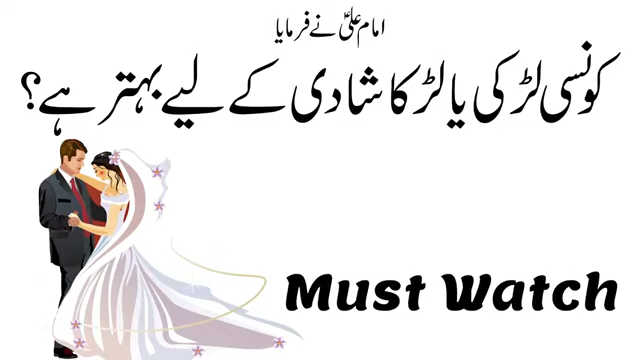 امام علیؑ نے فرمایا
کونسی لڑکی یا لڑکا شادی کے لیے بہتر ہے؟
Must Watch